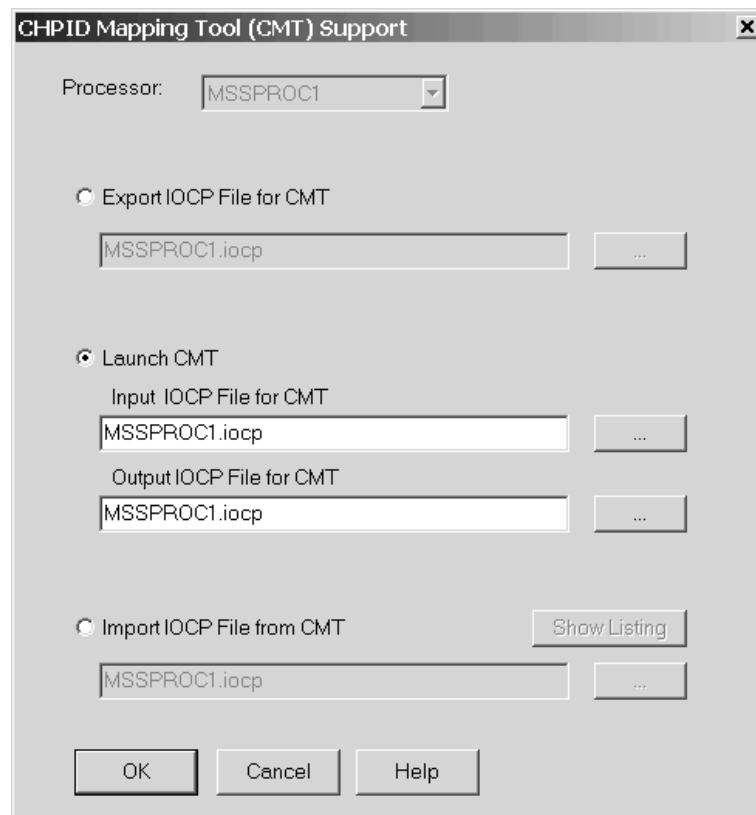 CHPID Mapping Tool (CMT) Support
Processor: MSSPROC1
Export IOCP File for CMT
MSSPROC1.iocp ...
Launch CMT
Input IOCP File for CMT
MSSPROC1.iocp ...
Output IOCP File for CMT
MSSPROC1.iocp ...
Import IOCP File from CMT Show Listing
MSSPROC1.iocp ...
OK Cancel Help